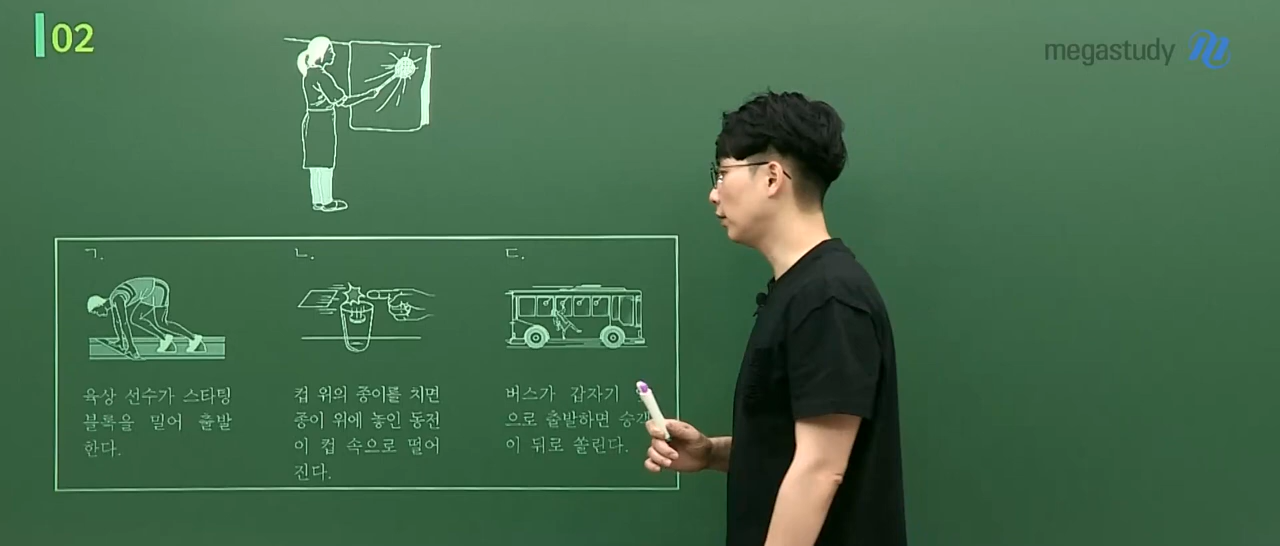 02
megastudy
ㄱ.
ㄴ.
ㄷ.
육상 선수가 스타팅
블록을 밀어 출발
한다.
컵 위의 종이를 치면
종이 위에 놓인 동전
이 컵 속으로 떨어
진다.
버스가 갑자기
으로 출발하면 승객
이 뒤로 쏠린다.